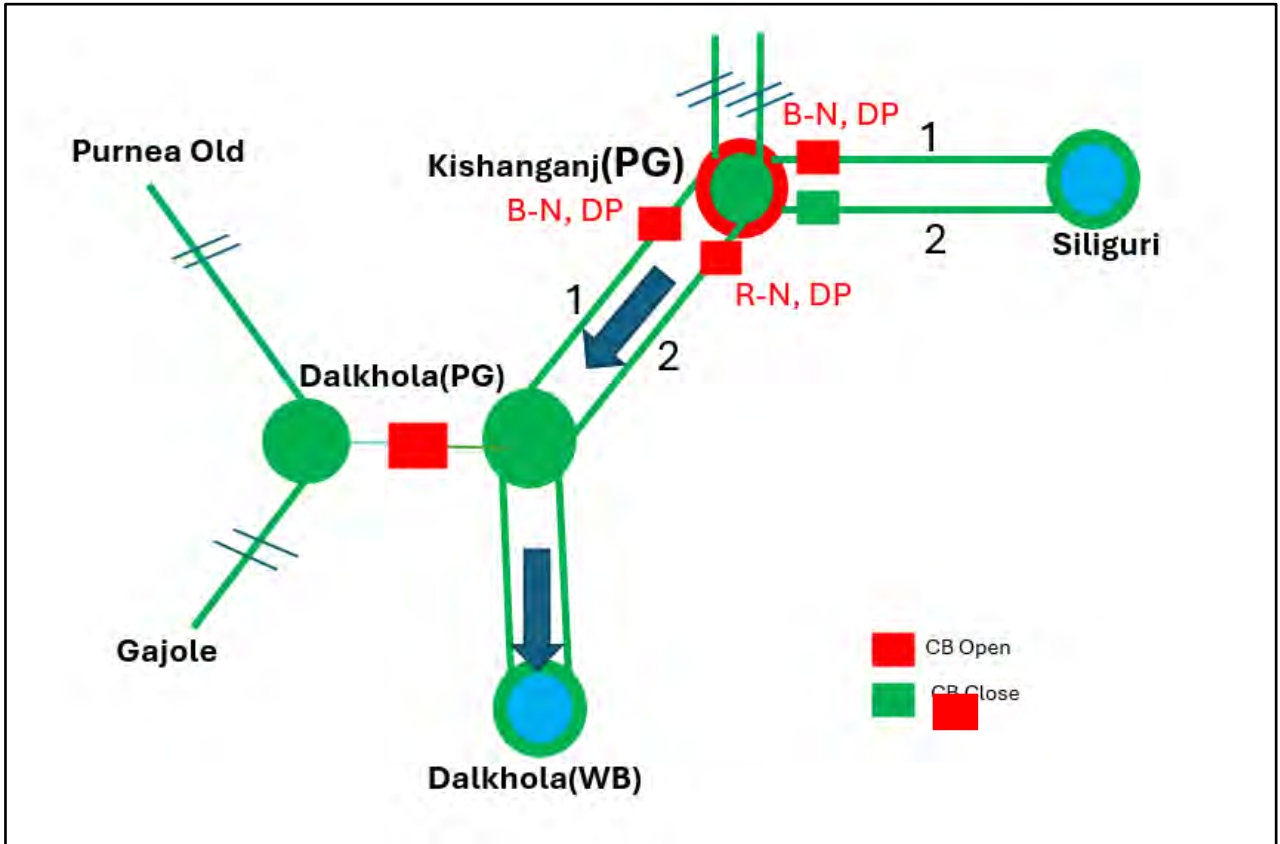 Purnea Old
Kishanganj(PG)
B-N, DP
1
Siliguri
2
B-N, DP
R-N, DP
1
2
Dalkhola(PG)
Gajole
Dalkhola(WB)
CB Open
CB Close